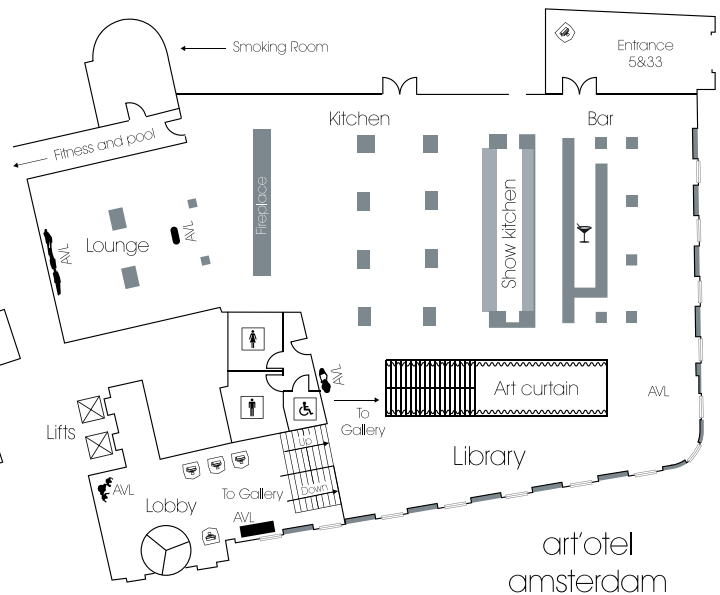 Smoking Room
Entrance
5&33
Kitchen
Bar
Fitness and pool
Fireplace
Show kitchen
AVL
Lounge
AVL
AVL
Art curtain
AVL
To
Gallery
Lifts
Up
Library
AVL
Lobby
To Gallery
Down
AVL
art'otel
amsterdam